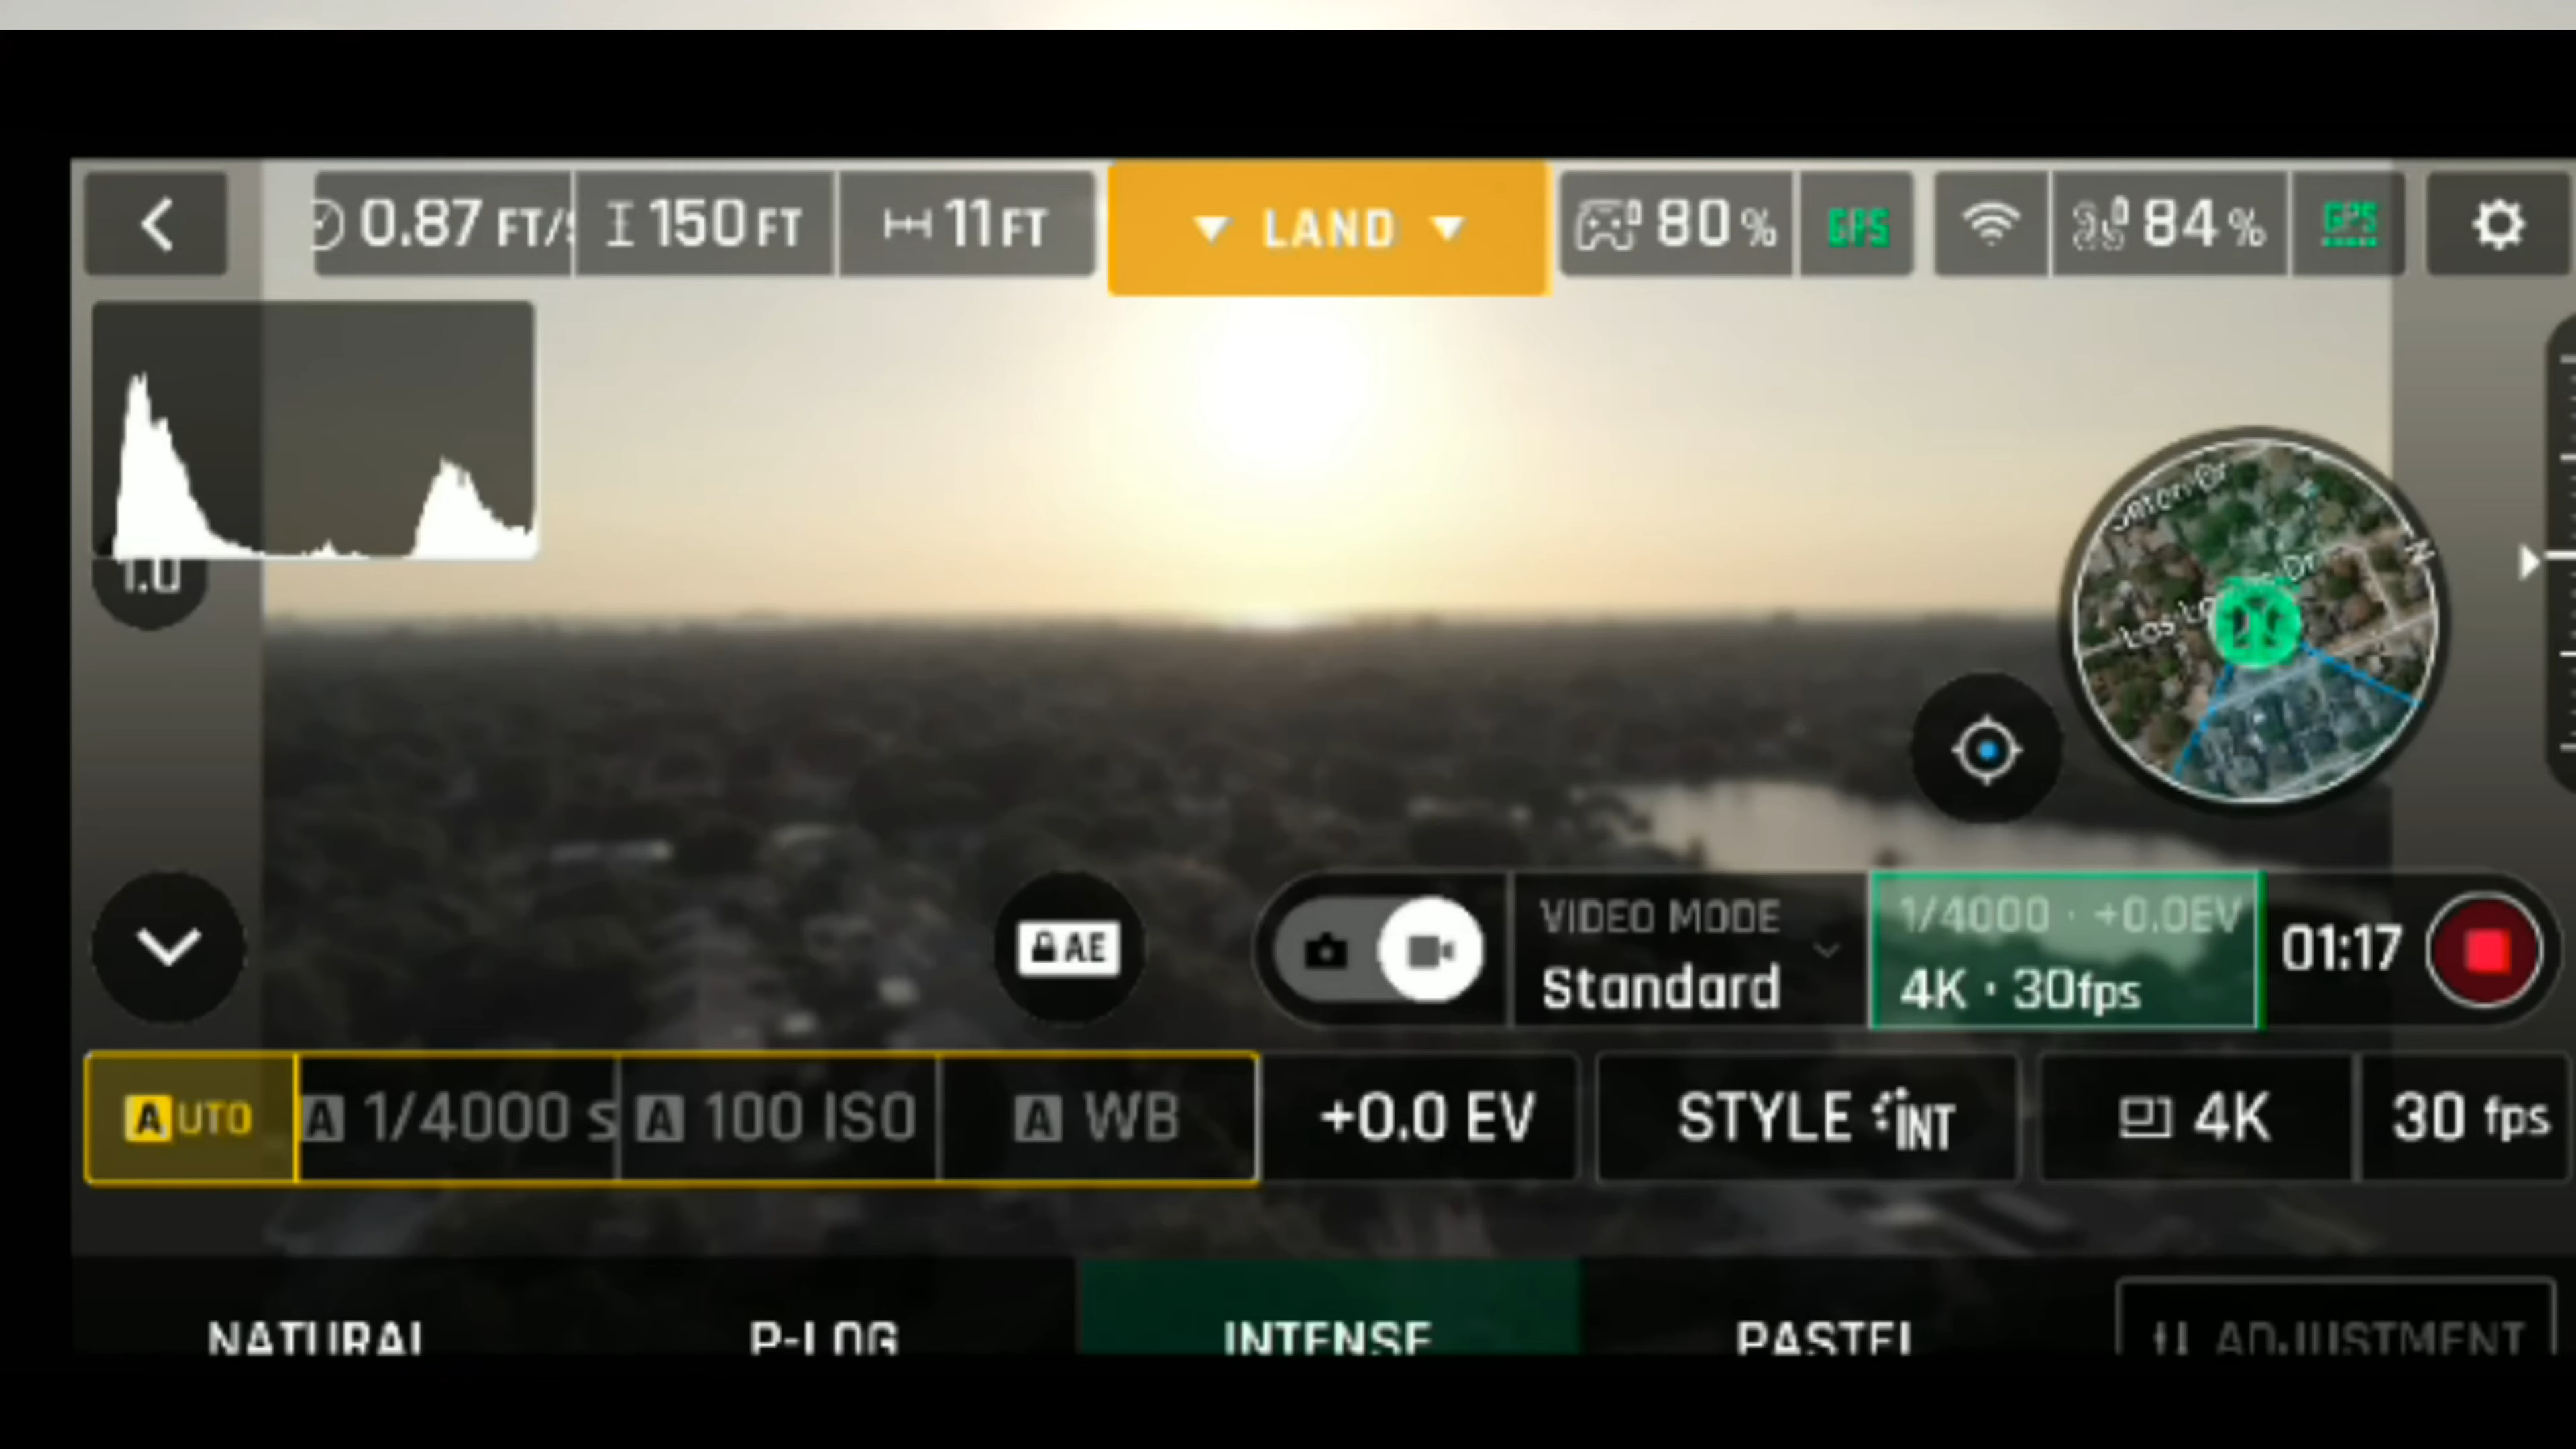 0.87 FT/s 150 FT 11 FT LAND 80 % GPS 84 % GPS
1.0
N
AE
VIDEO MODE
Standard
1/4000 · +0.0EV
4K · 30fps
01:17
AUTO A 1/4000 s A 100 ISO A WB +0.0 EV STYLE INT 4K 30 fps
NATURAL P-LOG INTENSE PASTEL ADJUSTMENT